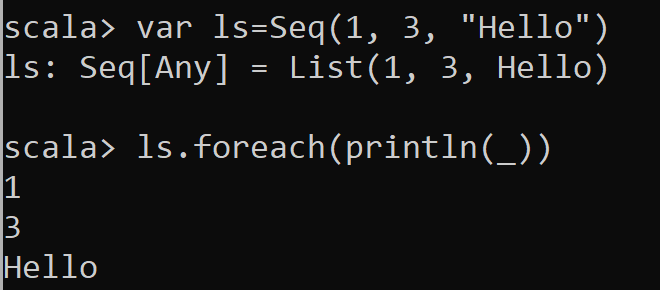 scala> var ls=Seq(1, 3, "Hello")
ls: Seq[Any] = List(1, 3, Hello)
scala> ls.foreach(println(_))
1
3
Hello